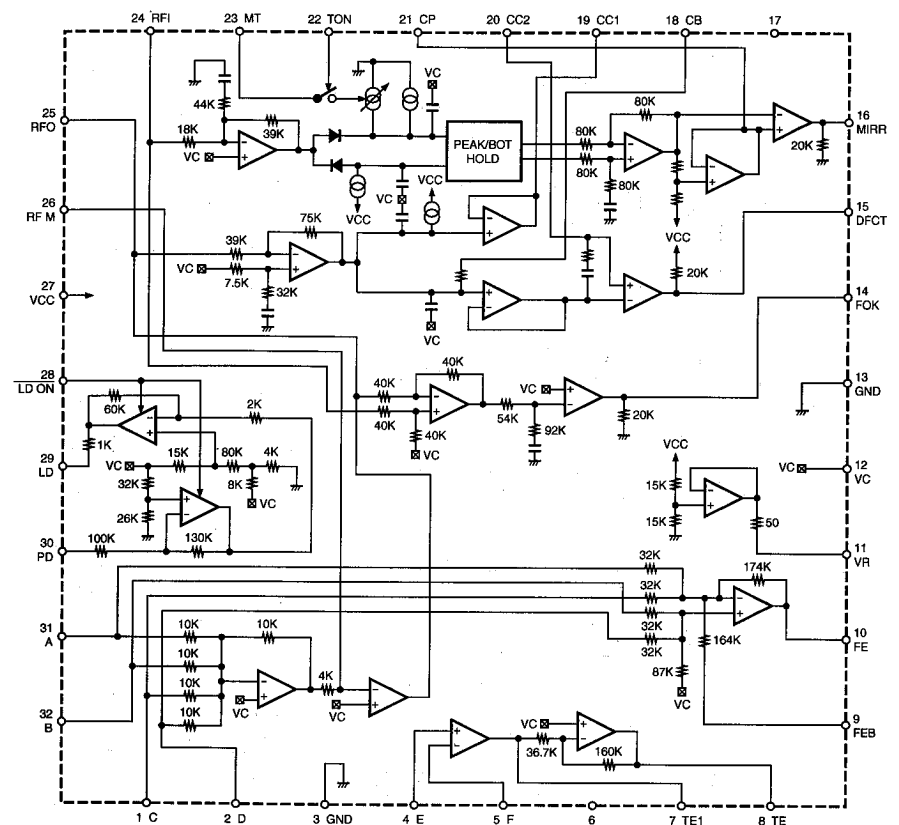 24 RFI
23 MT
22 TON
21 CP
20 CC2
19 CC1
18 CB
17
25
RFO
26
RF M
27
VCC
28
LD ON
29
LD
30
PD
31
A
32
B
16
MIRR
15
DFCT
14
FOK
13
GND
12
VC
11
VR
10
FE
9
FEB
1 C
2 D
3 GND
4 E
5 F
6
7 TE1
8 TE
44K
18K
39K
VC
VC
PEAK/BOT
HOLD
80K
80K
80K
80K
20K
VCC
VC
VCC
VCC
75K
39K
VC
7.5K
32K
VC
20K
60K
2K
1K
VC
15K
80K
4K
32K
8K
VC
26K
100K
130K
40K
40K
40K
40K
VC
54K
92K
VC
20K
VCC
15K
15K
50
VC
32K
32K
32K
32K
174K
164K
87K
VC
10K
10K
10K
10K
10K
VC
4K
VC
VC
36.7K
160K